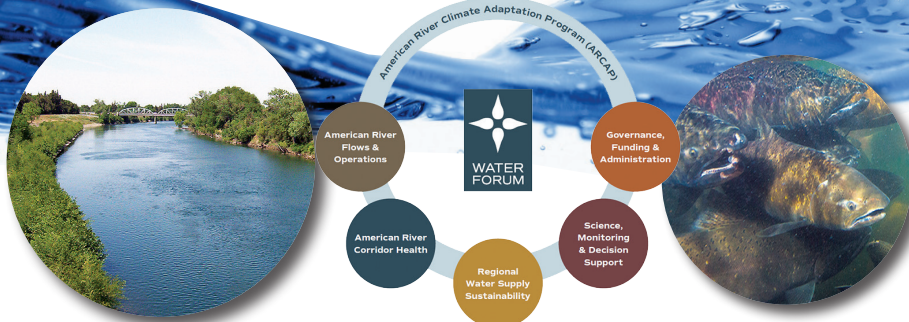 American River Climate Adaptation Program (ARCAP)
American River
Flows &
Operations
WATER
FORUM
Governance,
Funding &
Administration
American River
Corridor Health
Science,
Monitoring
& Decision
Support
Regional
Water Supply
Sustainability